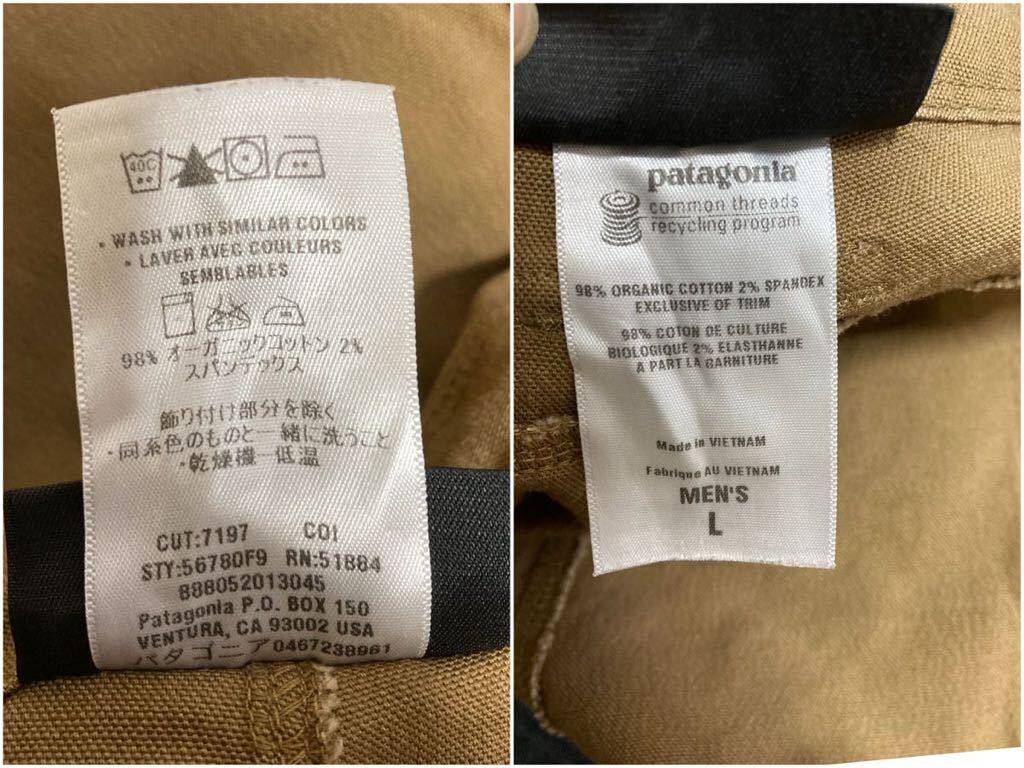 40C
• WASH WITH SIMILAR COLORS
• LAVER AVEC COULEURS
SEMBLABLES
98% オーガニックコットン 2%
スパンデックス
飾り付け部分を除く
・同系色のものと一緒に洗うこと
・乾燥機－低温
CUT:7197 CO1
STY:56780F9 RN:51884
888052013045
Patagonia P.O. BOX 150
VENTURA, CA 93002 USA
パタゴニア0467238961
patagonia
common threads
recycling program
98% ORGANIC COTTON 2% SPANDEX
EXCLUSIVE OF TRIM
98% COTON DE CULTURE
BIOLOGIQUE 2% ELASTHANNE
A PART LA GARNITURE
Made in VIETNAM
Fabrique AU VIETNAM
MEN'S
L